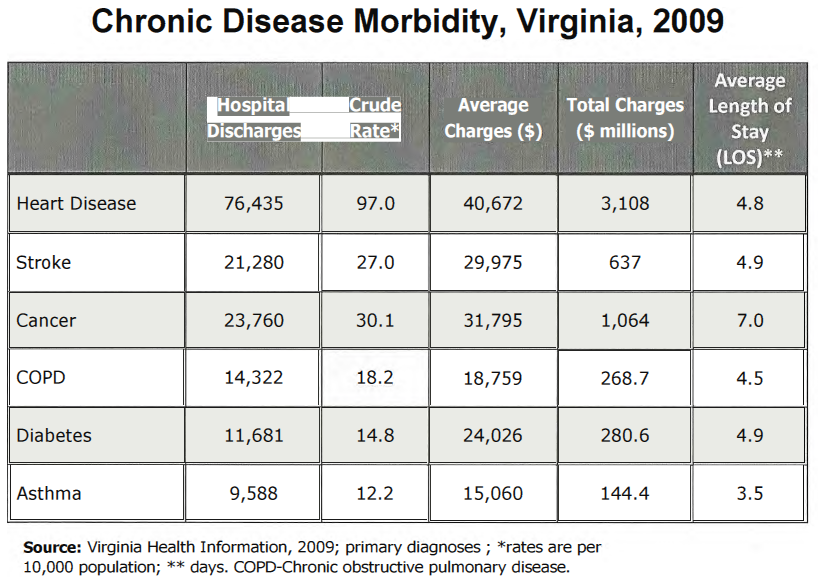 Chronic Disease Morbidity, Virginia, 2009
Hospital Discharges Crude Rate* Average Charges ($) Total Charges ($ millions) Average Length of Stay (LOS)**
Heart Disease 76,435 97.0 40,672 3,108 4.8
Stroke 21,280 27.0 29,975 637 4.9
Cancer 23,760 30.1 31,795 1,064 7.0
COPD 14,322 18.2 18,759 268.7 4.5
Diabetes 11,681 14.8 24,026 280.6 4.9
Asthma 9,588 12.2 15,060 144.4 3.5
Source: Virginia Health Information, 2009; primary diagnoses ; *rates are per
10,000 population; ** days. COPD-Chronic obstructive pulmonary disease.